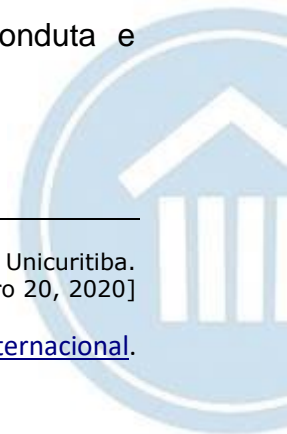 onduta e
Unicuritiba.
ro 20, 2020]
ternacional.